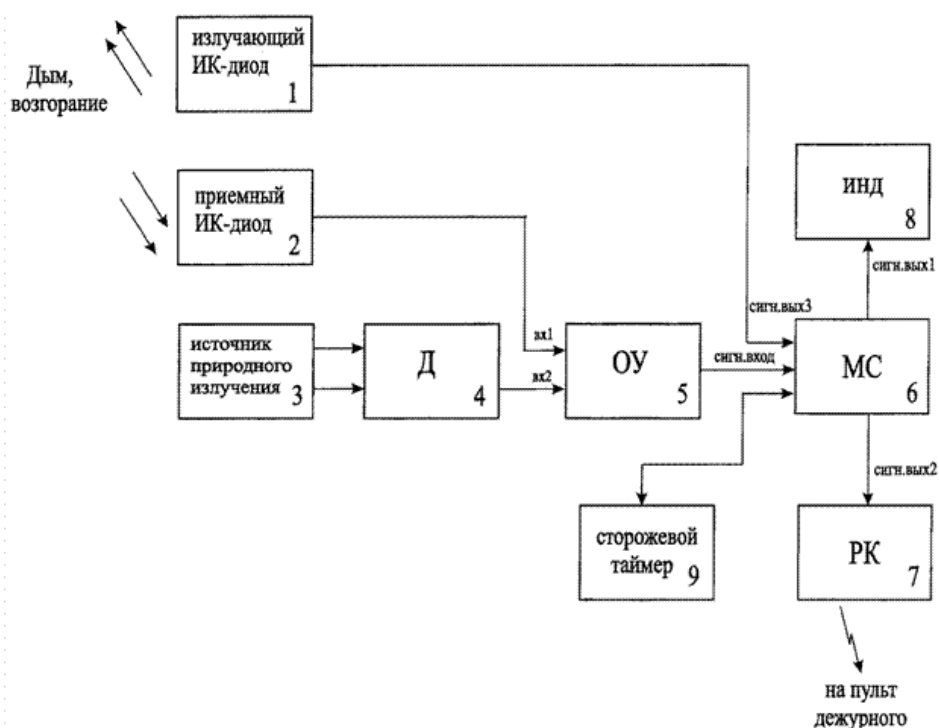 излучающий
ИК-диод
1
Дым,
возгорание
приемный
ИК-диод
2
источник
природного
излучения
3
Д
4
вх1
вх2
ОУ
5
сигн.вход
сигн.вых3
МС
6
сигн.вых1
ИНД
8
сигн.вых2
РК
7
сторожевой
таймер
9
на пульт
дежурного